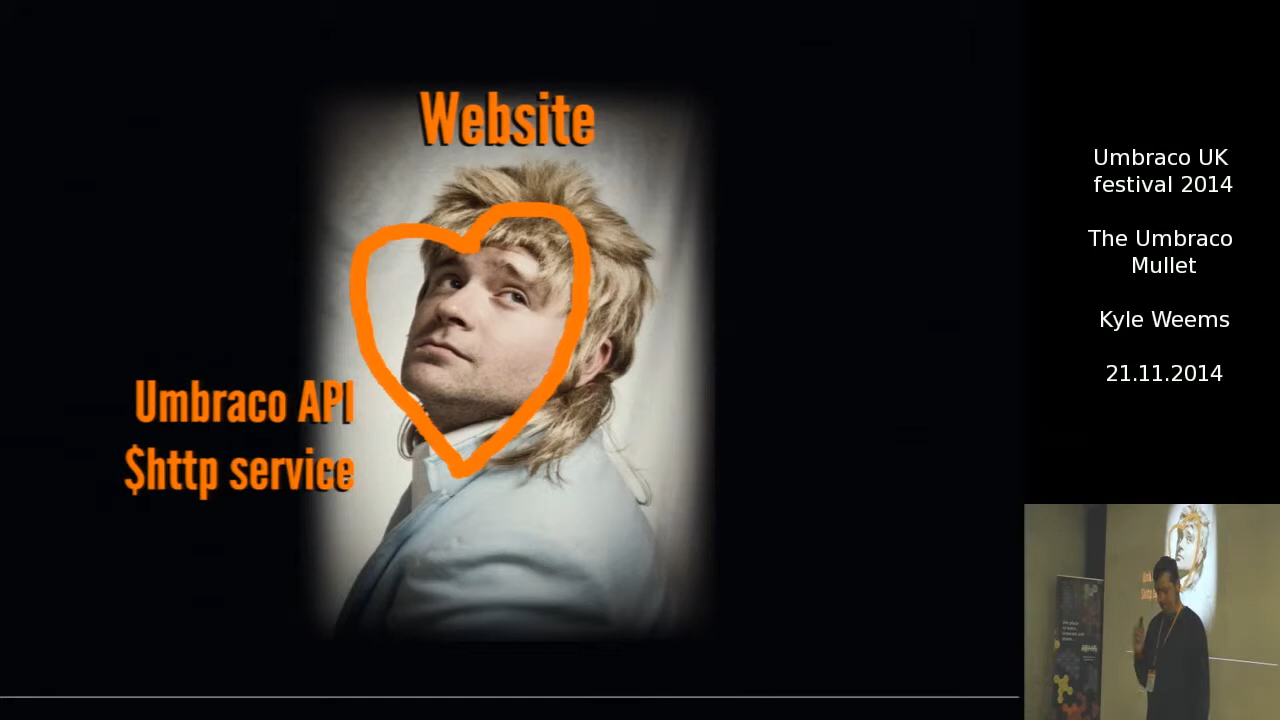 Website
Umbraco API
$http service
Umbraco UK
festival 2014
The Umbraco
Mullet
Kyle Weems
21.11.2014